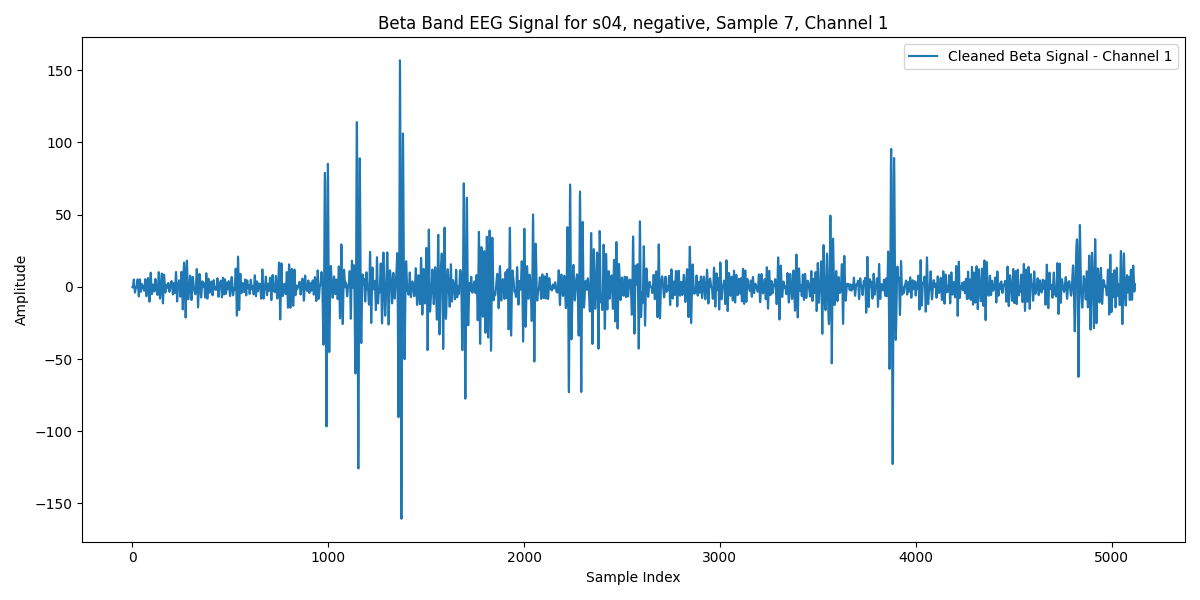 Beta Band EEG Signal for s04, negative, Sample 7, Channel 1
Cleaned Beta Signal - Channel 1
Amplitude
150
100
50
0
−50
−100
−150
0 1000 2000 3000 4000 5000
Sample Index